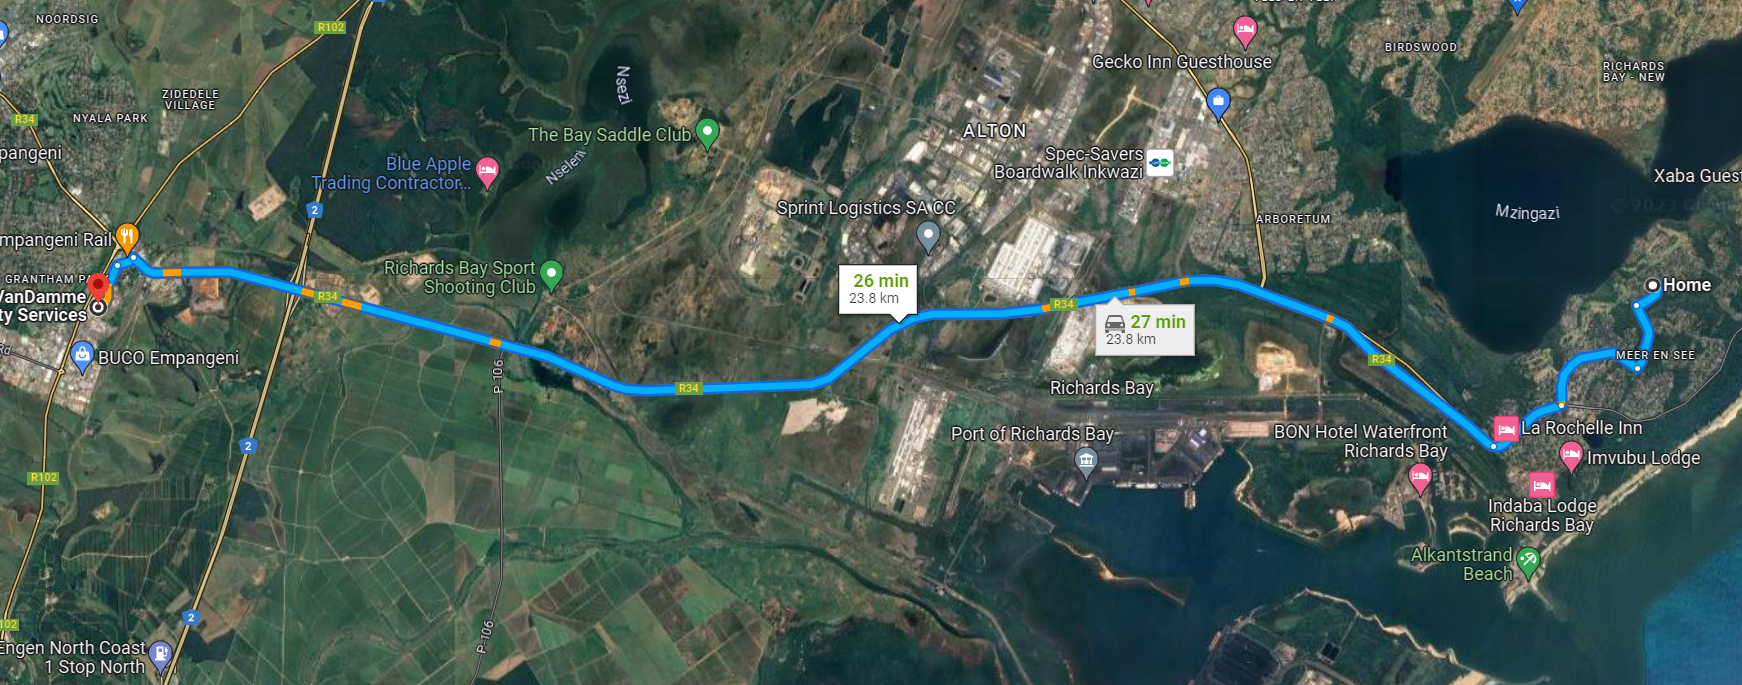 NOORDSIG
R102
ZIDEDELE
VILLAGE
NYALA PARK
R34
pangeni
Nsezi
The Bay Saddle Club
Blue Apple
Trading Contractor...
Nseleni
2
Gecko Inn Guesthouse
BIRDSWOOD
RICHARDS
BAY - NEW
ALTON
Spec-Savers
Boardwalk Inkwazi
Xaba Guest
Mzingazi
ARBORETUM
Sprint Logistics SA CC
mpangeni Rail
GRANTHAM PA
VanDamme
ty Services
Richards Bay Sport
Shooting Club
R34
26 min
23.8 km
R34
27 min
23.8 km
Home
BUCO Empangeni
Rd
P 106
R34
R34
MEER EN SEE
Richards Bay
Port of Richards Bay
BON Hotel Waterfront
Richards Bay
La Rochelle Inn
Imvubu Lodge
2
R102
Indaba Lodge
Richards Bay
Alkantstrand
Beach
2
102
P 106
Engen North Coast
1 Stop North